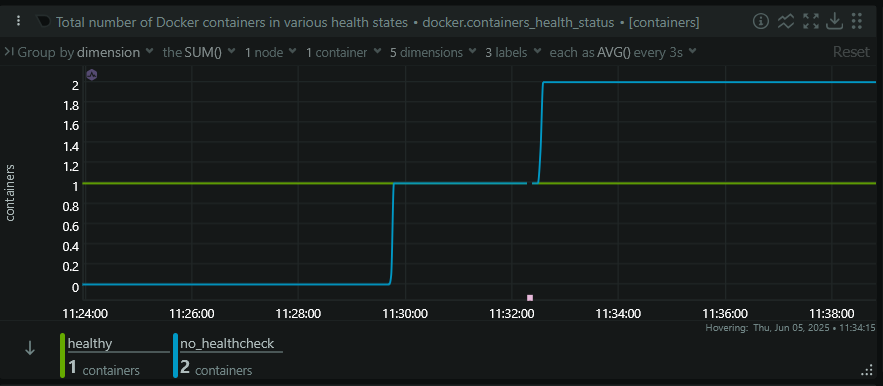 Total number of Docker containers in various health states • docker.containers_health_status • [containers]
Group by dimension the SUM() 1 node 1 container 5 dimensions 3 labels each as AVG() every 3s Reset
containers
2
1.8
1.6
1.4
1.2
1
0.8
0.6
0.4
0.2
0
11:24:00 11:26:00 11:28:00 11:30:00 11:32:00 11:34:00 11:36:00 11:38:00
Hovering: Thu, Jun 05, 2025 • 11:34:15
healthy no_healthcheck
1 containers 2 containers